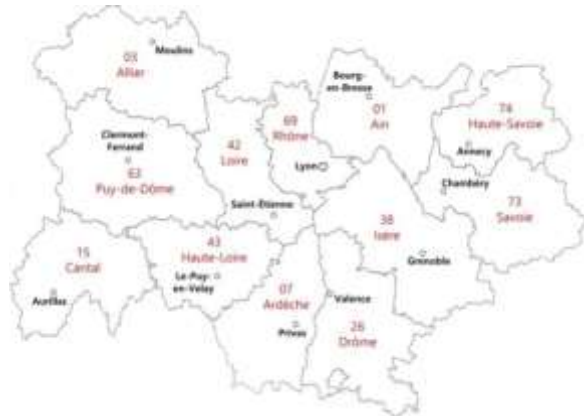 03
Allier
Moulins
Bourg-
en-Bresse
01
Ain
74
Haute-Savoie
Annecy
69
Rhône
Lyon
42
Loire
Saint-Étienne
Clermont-
Ferrand
63
Puy-de-Dôme
Chambéry
73
Savoie
38
Isère
Grenoble
15
Cantal
Aurillac
43
Haute-Loire
Le-Puy-
en-Velay
07
Ardèche
Privas
Valence
26
Drôme